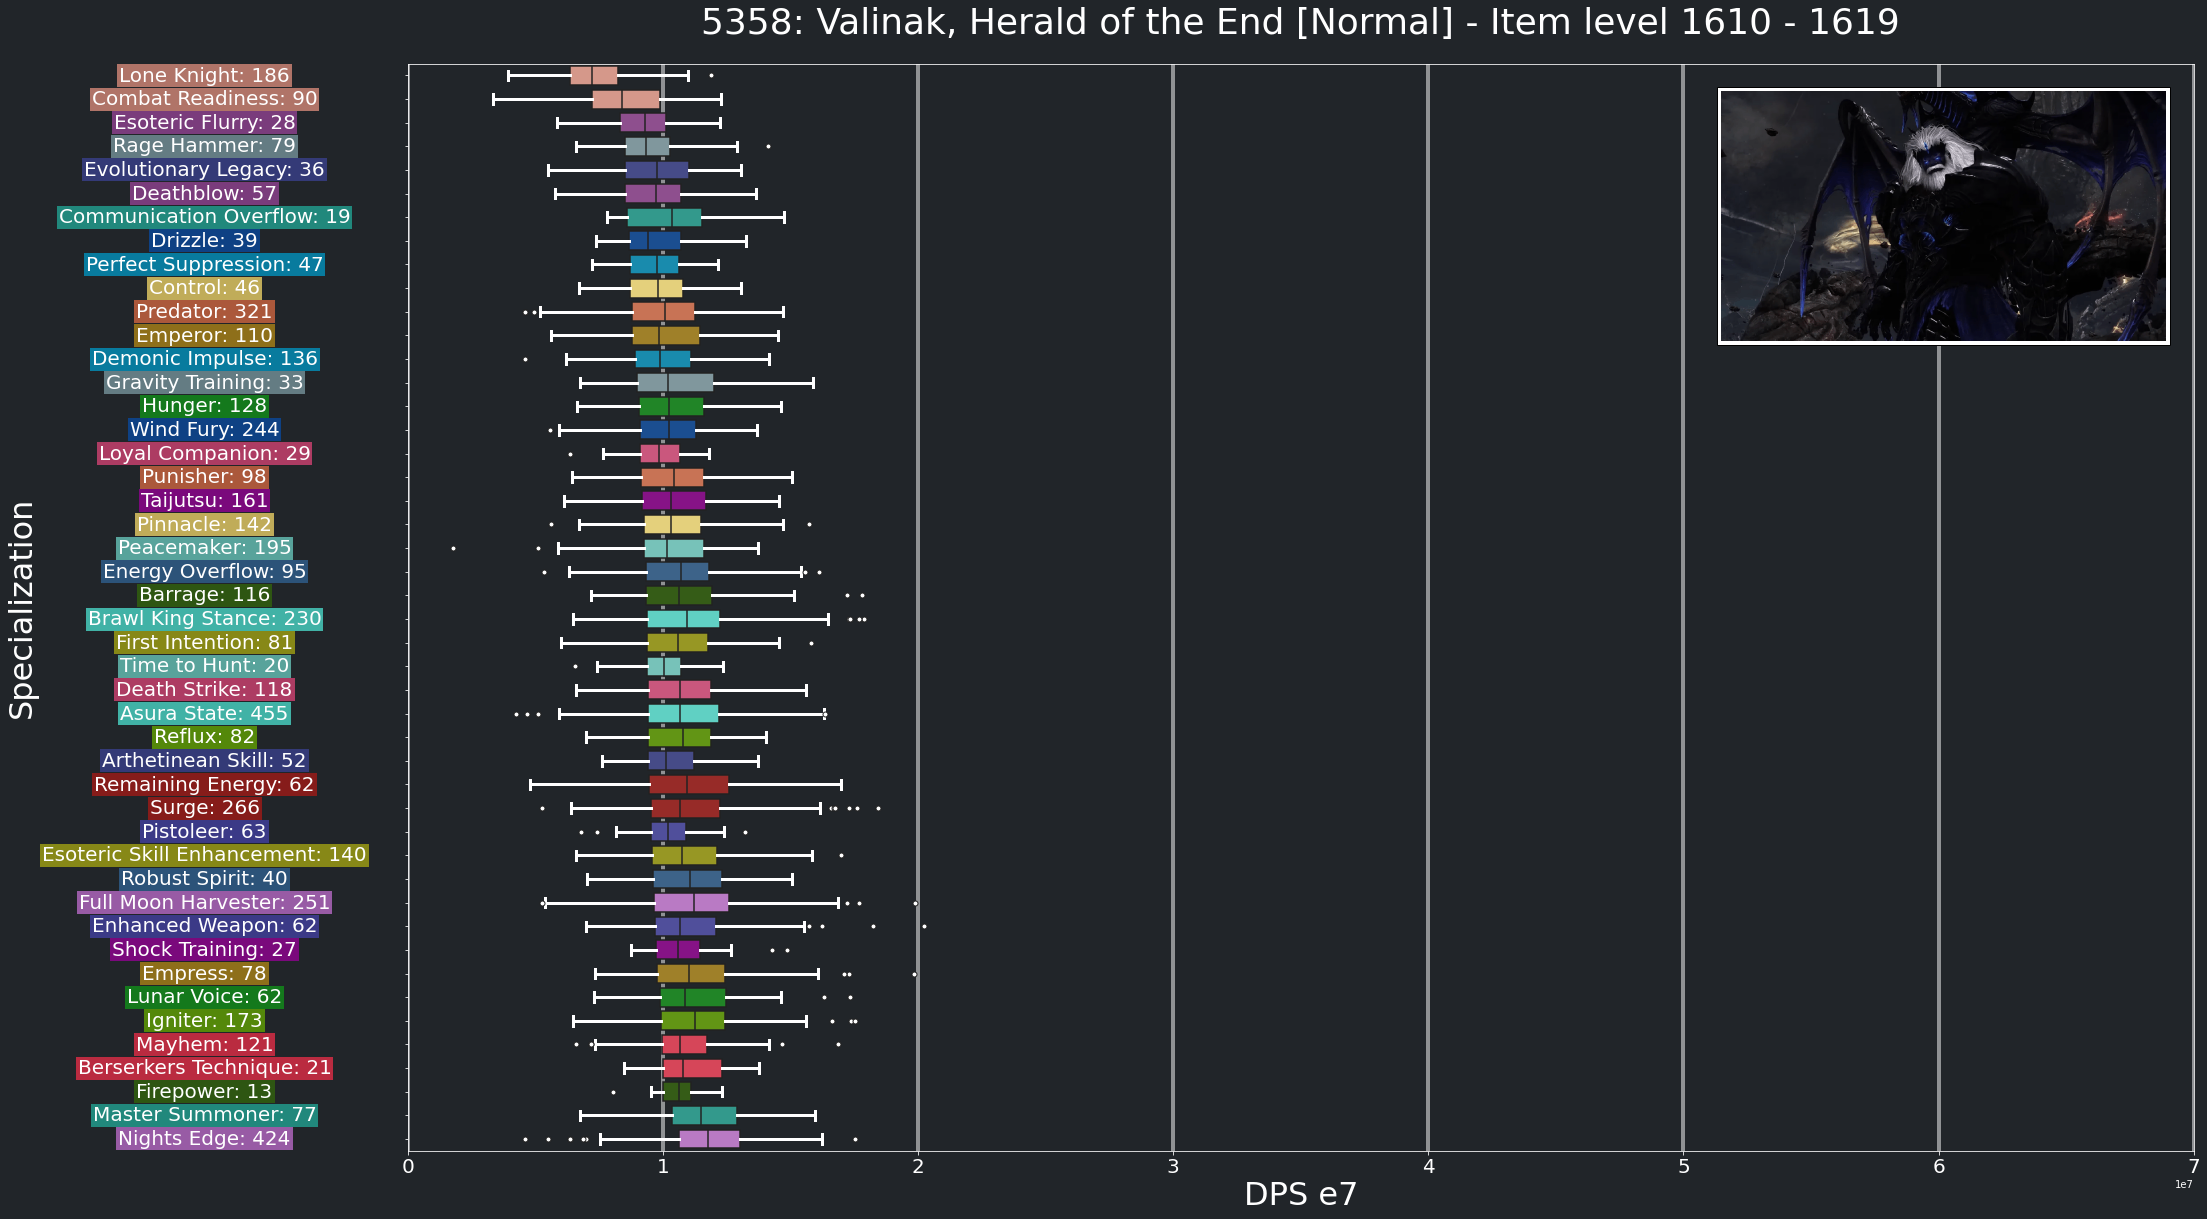 5358: Valinak, Herald of the End [Normal] - Item level 1610 - 1619
Lone Knight: 186
Combat Readiness: 90
Esoteric Flurry: 28
Rage Hammer: 79
Evolutionary Legacy: 36
Deathblow: 57
Communication Overflow: 19
Drizzle: 39
Perfect Suppression: 47
Control: 46
Predator: 321
Emperor: 110
Demonic Impulse: 136
Gravity Training: 33
Hunger: 128
Wind Fury: 244
Loyal Companion: 29
Punisher: 98
Taijutsu: 161
Pinnacle: 142
Peacemaker: 195
Energy Overflow: 95
Barrage: 116
Brawl King Stance: 230
First Intention: 81
Time to Hunt: 20
Death Strike: 118
Asura State: 455
Reflux: 82
Arthetinean Skill: 52
Remaining Energy: 62
Surge: 266
Pistoleer: 63
Esoteric Skill Enhancement: 140
Robust Spirit: 40
Full Moon Harvester: 251
Enhanced Weapon: 62
Shock Training: 27
Empress: 78
Lunar Voice: 62
Igniter: 173
Mayhem: 121
Berserkers Technique: 21
Firepower: 13
Master Summoner: 77
Nights Edge: 424
Specialization
0 1 2 3 4 5 6 7
1e7
DPS e7